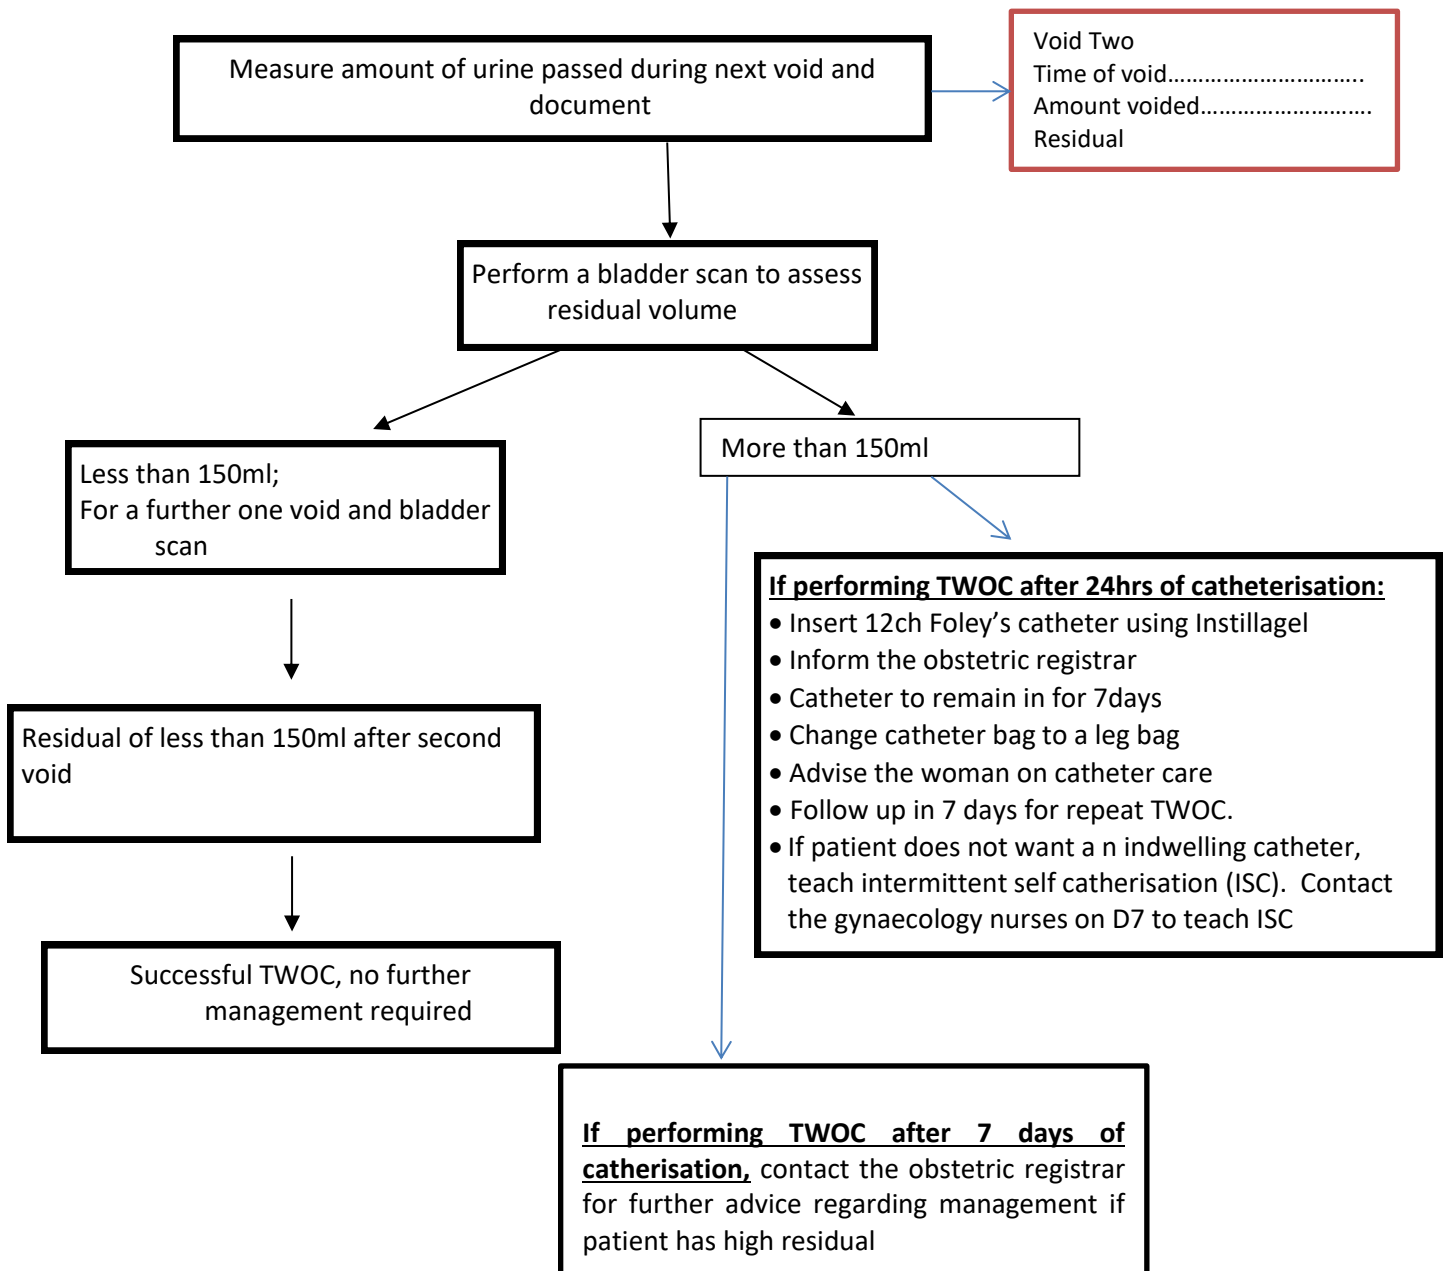 Measure amount of urine passed during next void and
document
Void Two
Time of void…………………………..
Amount voided……………………….
Residual
Perform a bladder scan to assess
residual volume
Less than 150ml;
For a further one void and bladder
scan
More than 150ml
If performing TWOC after 24hrs of catheterisation:
• Insert 12ch Foley’s catheter using Instillagel
• Inform the obstetric registrar
• Catheter to remain in for 7days
• Change catheter bag to a leg bag
• Advise the woman on catheter care
• Follow up in 7 days for repeat TWOC.
• If patient does not want a n indwelling catheter,
teach intermittent self catherisation (ISC). Contact
the gynaecology nurses on D7 to teach ISC
Residual of less than 150ml after second
void
Successful TWOC, no further
management required
If performing TWOC after 7 days of
catherisation, contact the obstetric registrar
for further advice regarding management if
patient has high residual